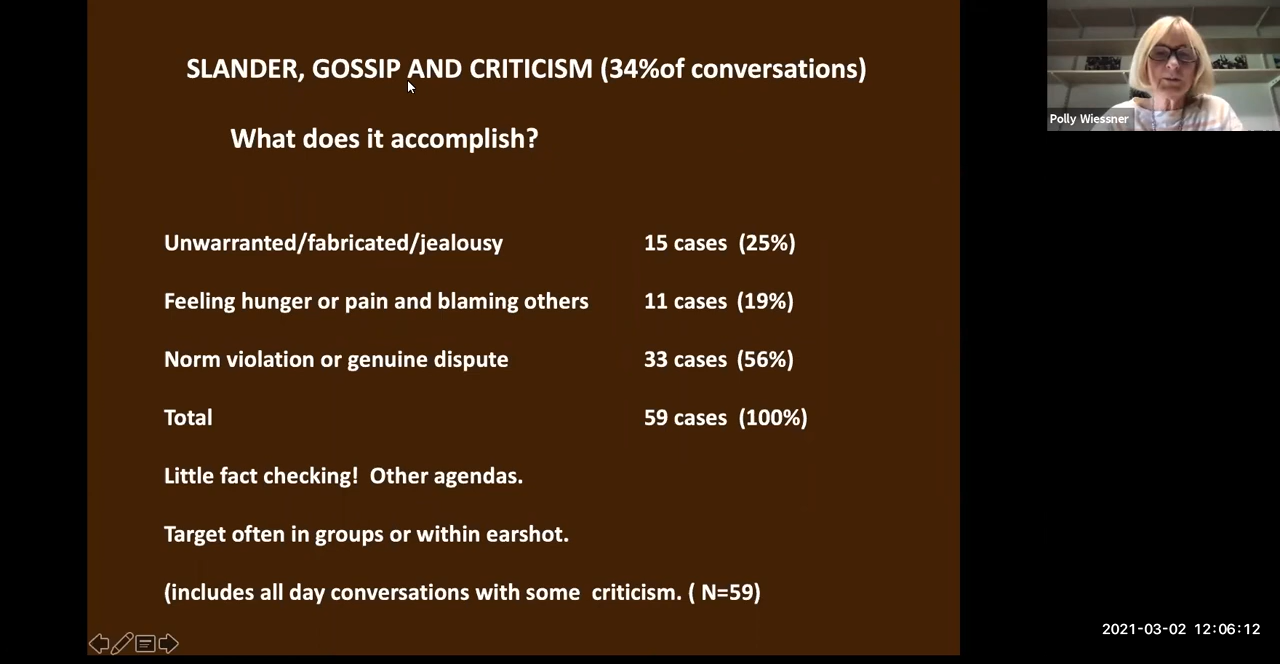 SLANDER, GOSSIP AND CRITICISM (34%of conversations)
What does it accomplish?
Unwarranted/fabricated/jealousy 15 cases (25%)
Feeling hunger or pain and blaming others 11 cases (19%)
Norm violation or genuine dispute 33 cases (56%)
Total 59 cases (100%)
Little fact checking! Other agendas.
Target often in groups or within earshot.
(includes all day conversations with some criticism. ( N=59)
Polly Wiessner
2021-03-02 12:06:12